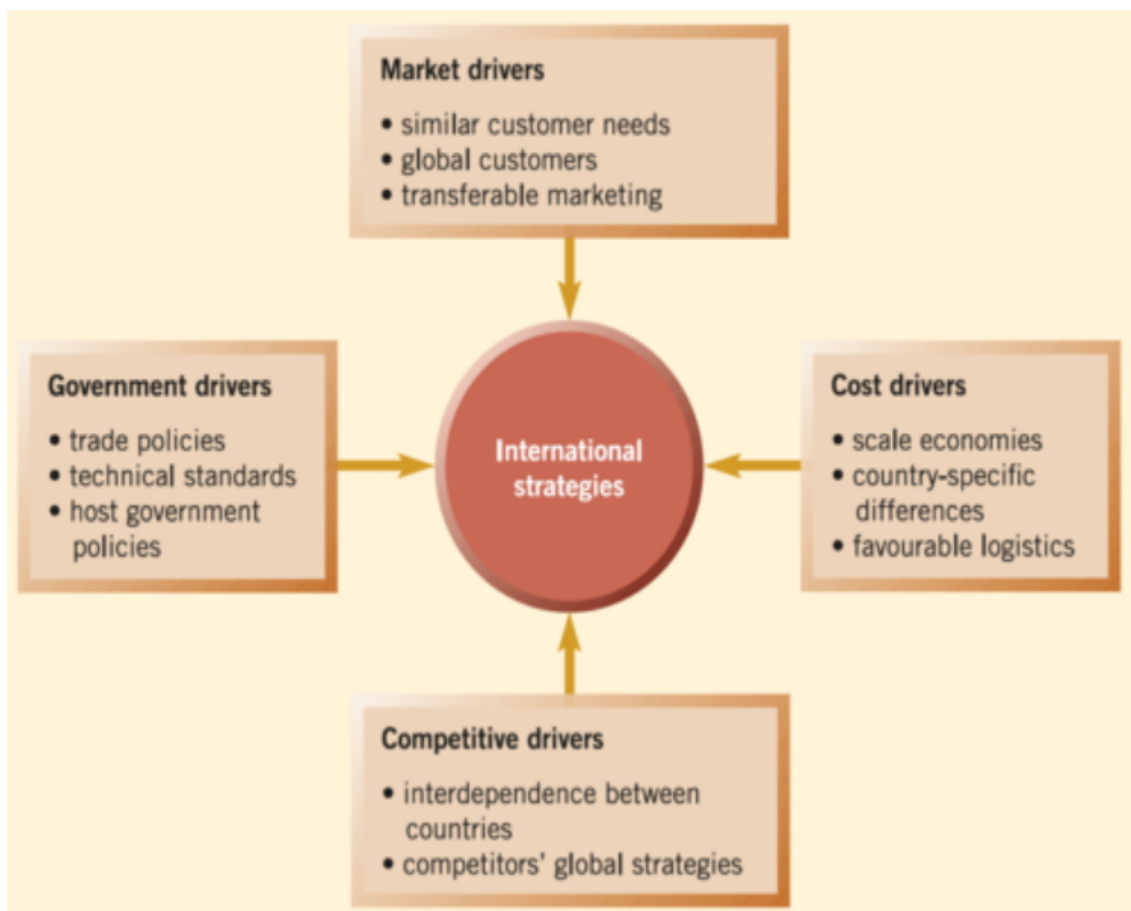 Market drivers
• similar customer needs
• global customers
• transferable marketing
Government drivers
• trade policies
• technical standards
• host government
policies
International
strategies
Cost drivers
• scale economies
• country-specific
differences
• favourable logistics
Competitive drivers
• interdependence between
countries
• competitors' global strategies